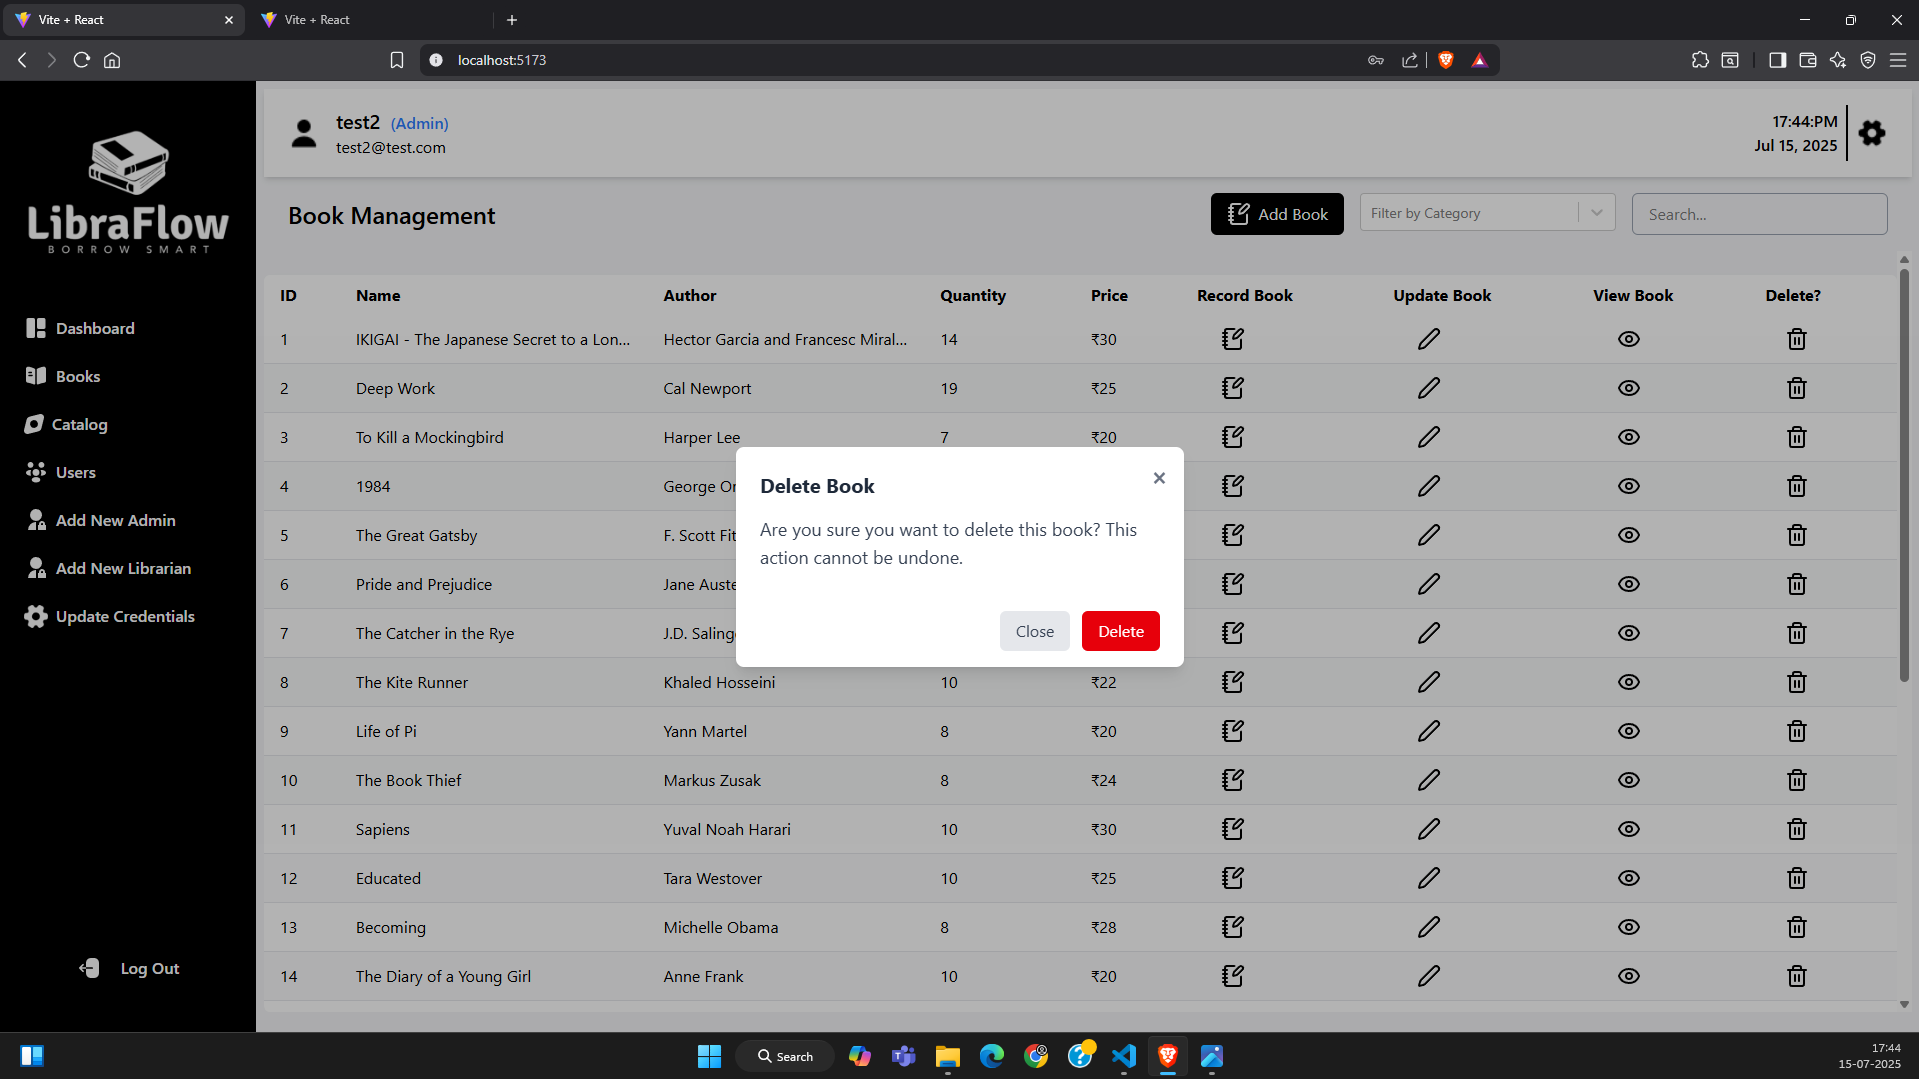 Vite + React
Vite + React
localhost:5173
LibraFlow
BORROW SMART
Dashboard
Books
Catalog
Users
Add New Admin
Add New Librarian
Update Credentials
Log Out
test2 (Admin)
test2@test.com
17:44:PM
Jul 15, 2025
Book Management
Add Book
Filter by Category
Search...
ID Name Author Quantity Price Record Book Update Book View Book Delete?
1 IKIGAI - The Japanese Secret to a Lon... Hector Garcia and Francesc Miral... 14 ₹30
2 Deep Work Cal Newport 19 ₹25
3 To Kill a Mockingbird Harper Lee 7 ₹20
4 1984 George Or
5 The Great Gatsby F. Scott Fit
6 Pride and Prejudice Jane Auste
7 The Catcher in the Rye J.D. Saling
8 The Kite Runner Khaled Hosseini 10 ₹22
9 Life of Pi Yann Martel 8 ₹20
10 The Book Thief Markus Zusak 8 ₹24
11 Sapiens Yuval Noah Harari 10 ₹30
12 Educated Tara Westover 10 ₹25
13 Becoming Michelle Obama 8 ₹28
14 The Diary of a Young Girl Anne Frank 10 ₹20
Delete Book
Are you sure you want to delete this book? This
action cannot be undone.
Close
Delete
Search
17:44
15-07-2025